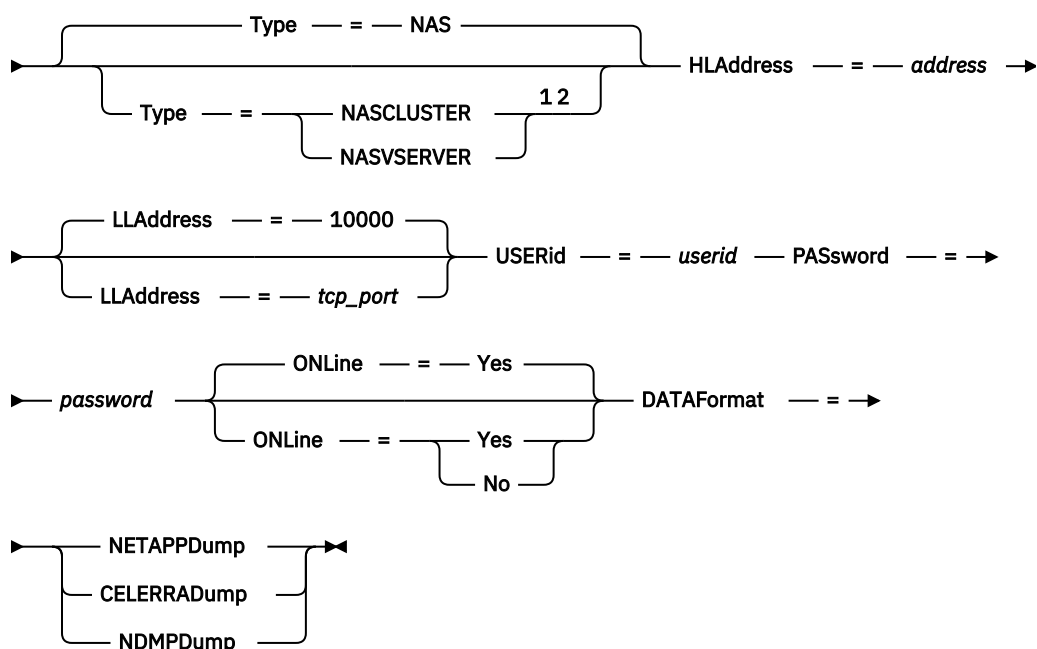 Type = NAS
HLAddress = address
Type = NASCLUSTER 1 2
NASVSERVER
LLAddress = 10000
USERid = userid PASsword =
LLAddress = tcp_port
ONLine = Yes
password DATAFormat =
ONLine = Yes
No
NETAPPDump
CELERRADump
NDMPDump